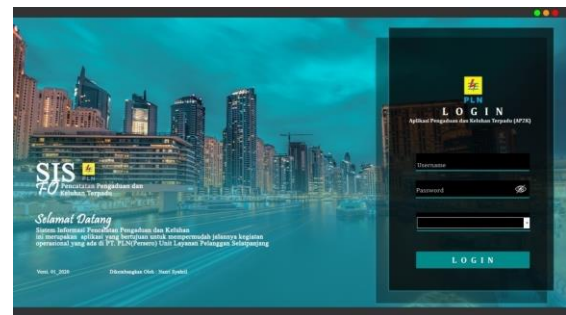 SIS
PLN
FO Pencatatan Pengaduan dan
Keluhan Terpadu
Selamat Datang
Sistem Informasi Pencatatan Pengaduan dan Keluhan
ini merupakan aplikasi yang bertujuan untuk mempermudah jalannya kegiatan
operasional yang ada di PT. PLN(Persero) Unit Layanan Pelanggan Selatpanjang
Versi. 01_2020 Dikembangkan Oleh :
PLN
LOGIN
Aplikasi Pengaduan dan Keluhan Terpadu (AP2K)
Username
Password
LOGIN